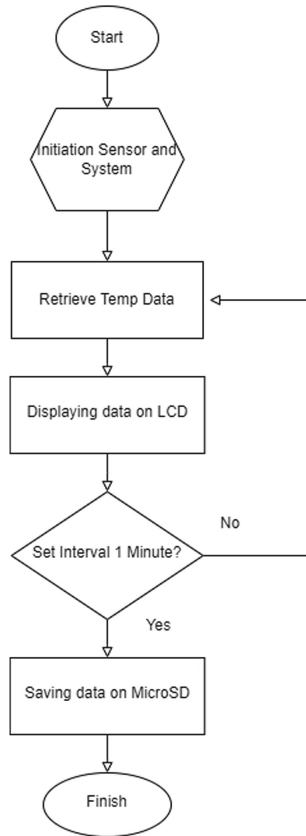 Start
Initiation Sensor and
System
Retrieve Temp Data
Displaying data on LCD
Set Interval 1 Minute?
No
Yes
Saving data on MicroSD
Finish